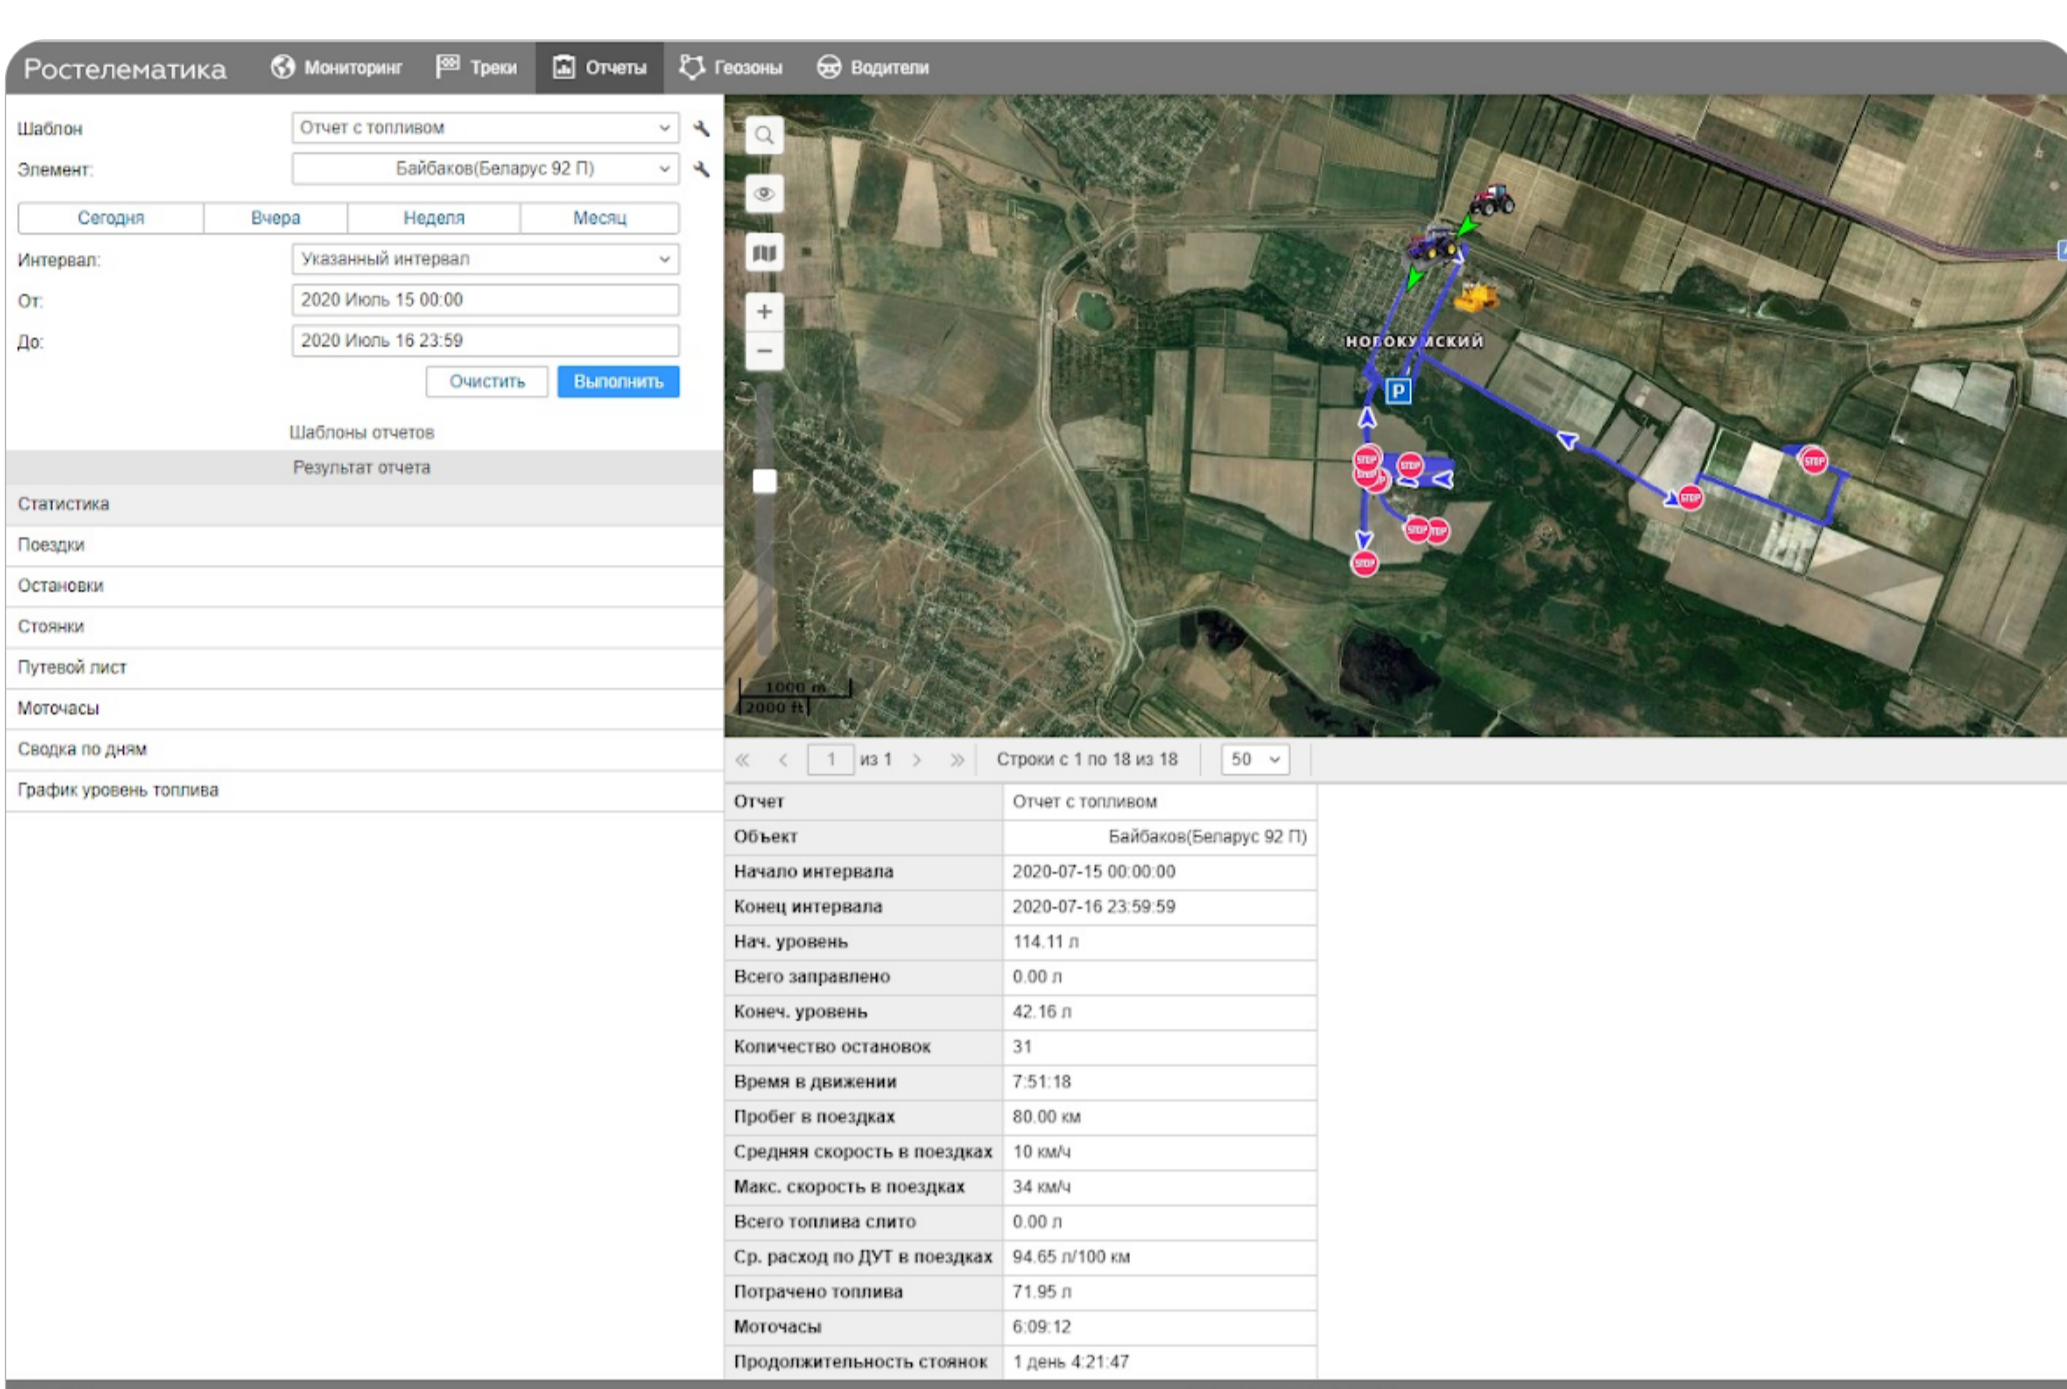 Ростелематика Мониторинг Треки Отчеты Геозоны Водители
Шаблон Отчет с топливом
Элемент: Байбаков(Беларус 92 П)
Сегодня Вчера Неделя Месяц
Интервал: Указанный интервал
От: 2020 Июль 15 00:00
До: 2020 Июль 16 23:59
Очистить Выполнить
Шаблоны отчетов
Результат отчета
Статистика
Поездки
Остановки
Стоянки
Путевой лист
Моточасы
Сводка по дням
График уровень топлива
НОВОКУМСКИЙ
P
STOP
STOP
STOP
STOP
STOP
STOP
1000 m
2000 ft
1 из 1 Строки с 1 по 18 из 18 50
Отчет Отчет с топливом
Объект Байбаков(Беларус 92 П)
Начало интервала 2020-07-15 00:00:00
Конец интервала 2020-07-16 23:59:59
Нач. уровень 114.11 л
Всего заправлено 0.00 л
Конеч. уровень 42.16 л
Количество остановок 31
Время в движении 7:51:18
Пробег в поездках 80.00 км
Средняя скорость в поездках 10 км/ч
Макс. скорость в поездках 34 км/ч
Всего топлива слито 0.00 л
Ср. расход по ДУТ в поездках 94.65 л/100 км
Потрачено топлива 71.95 л
Моточасы 6:09:12
Продолжительность стоянок 1 день 4:21:47